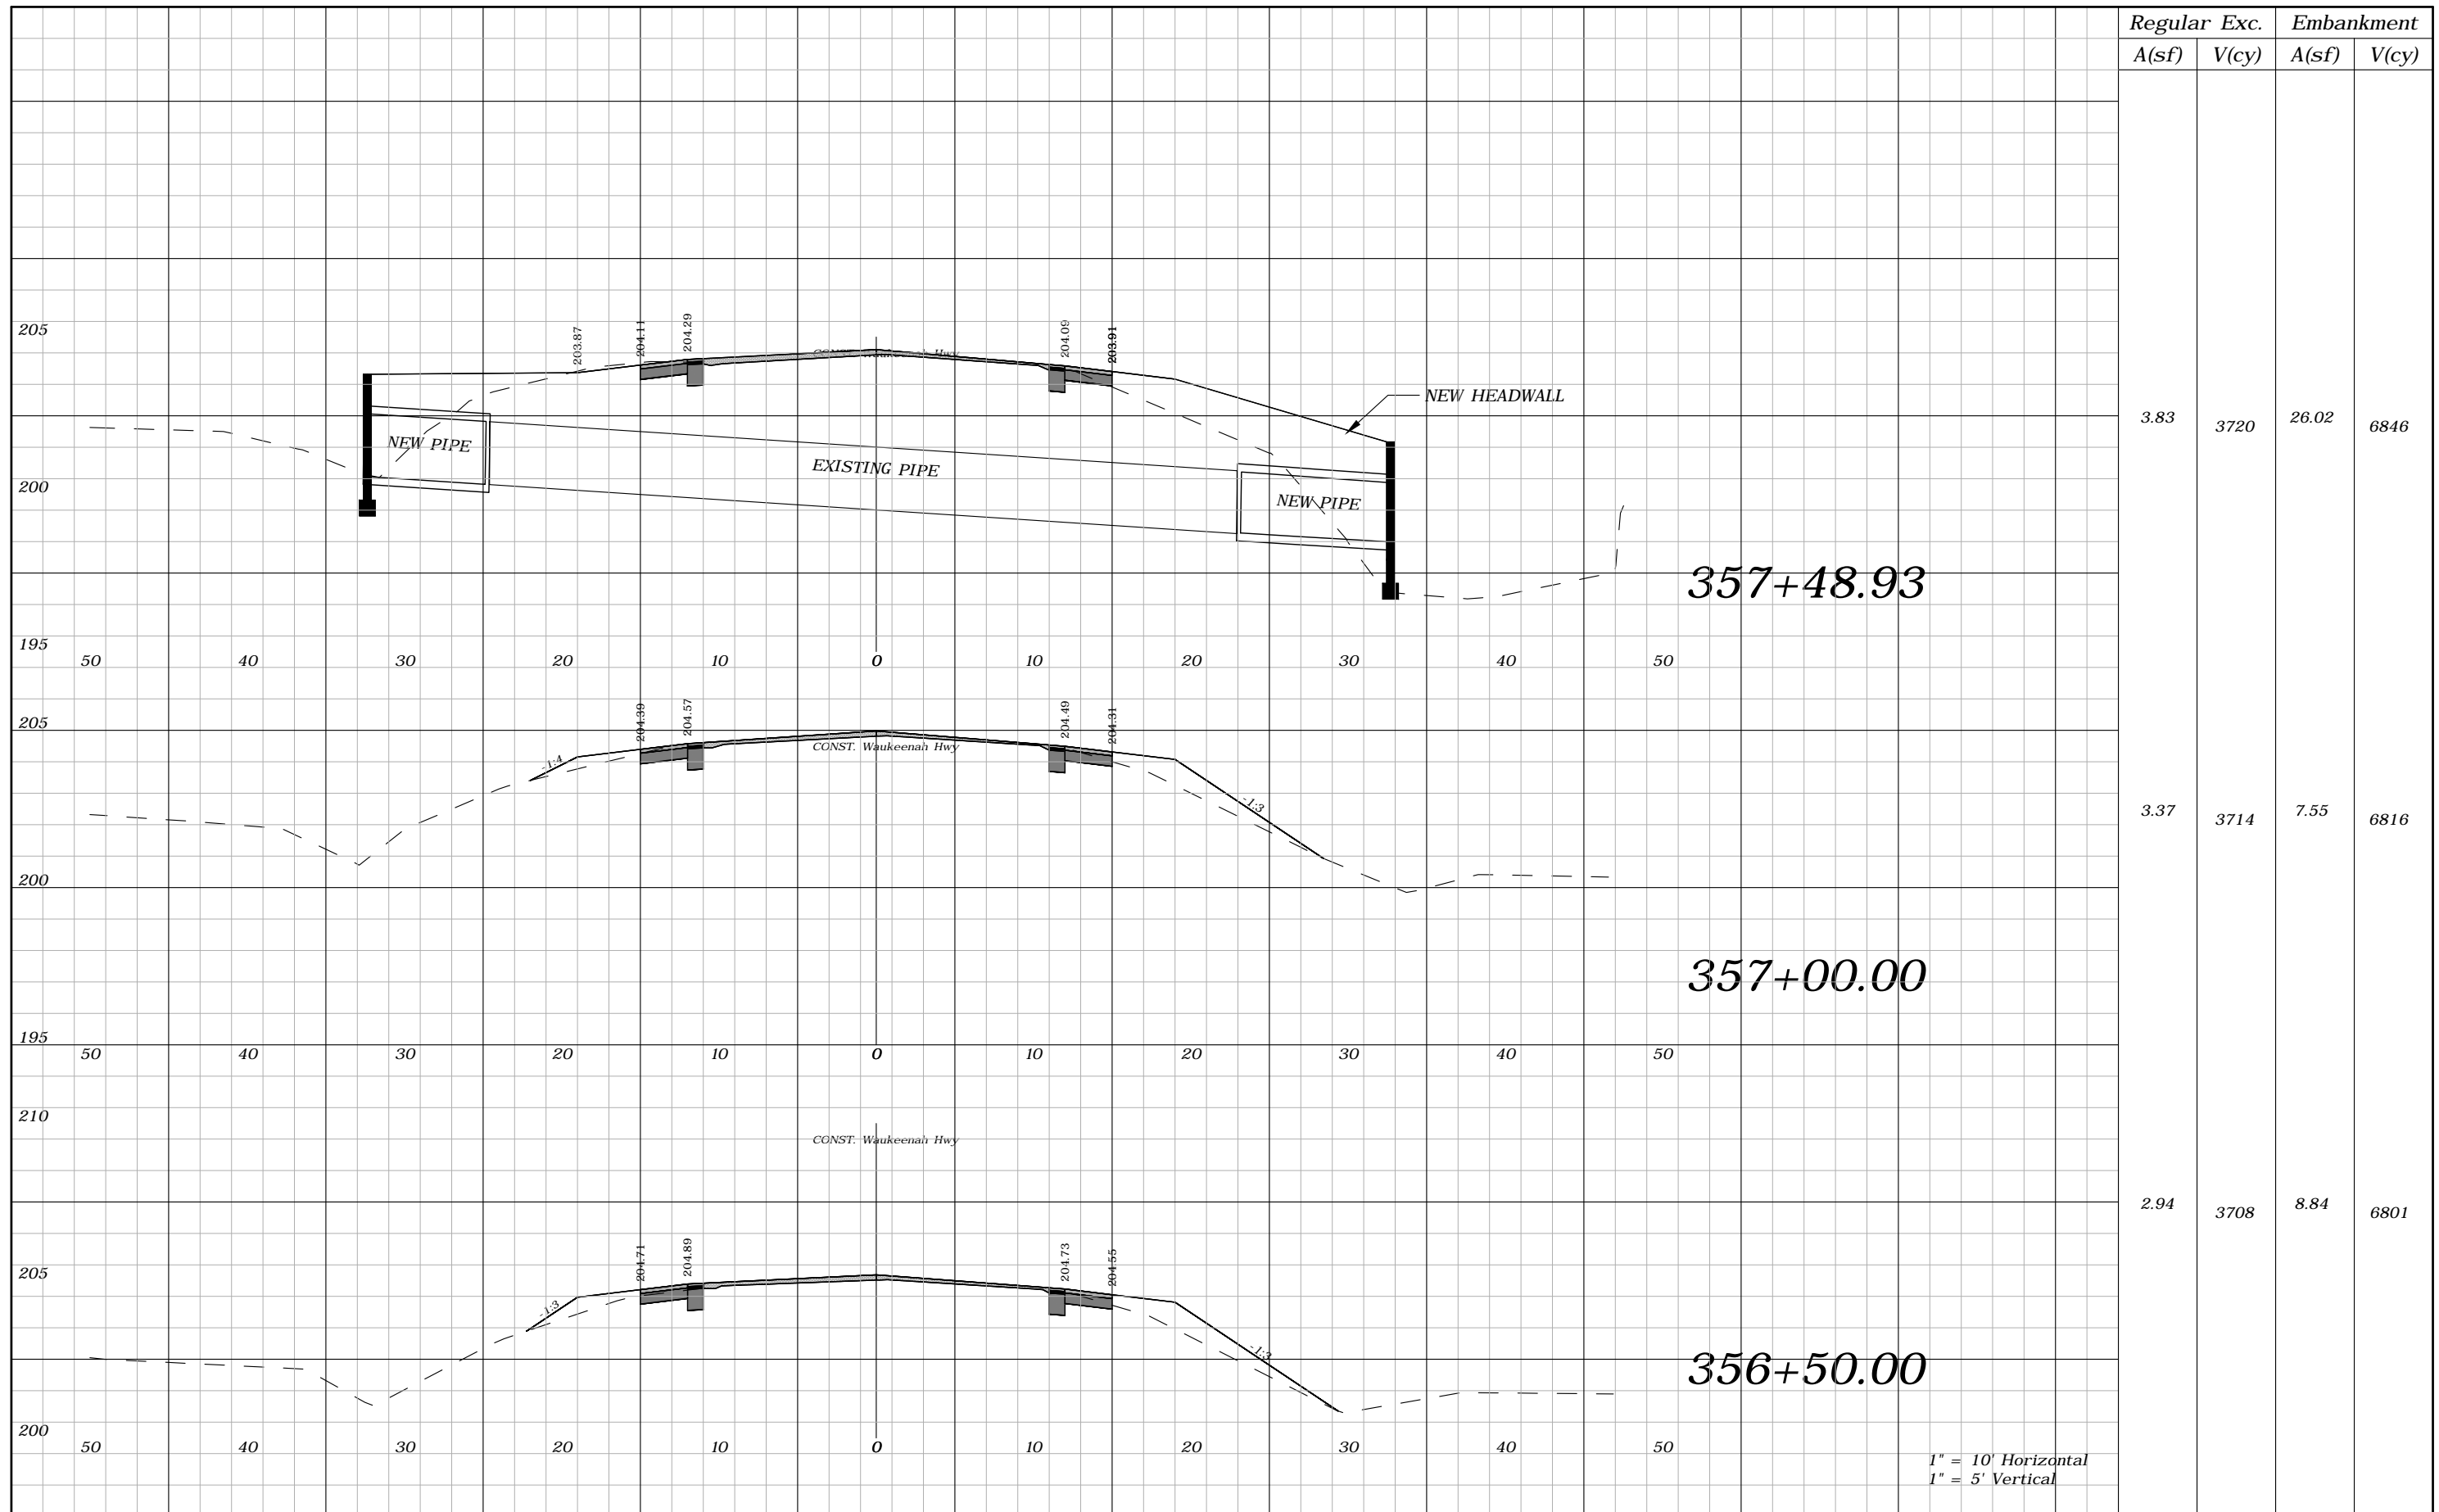 Regular Exc. Embankment
A(sf) V(cy) A(sf) V(cy)
205
203.87 204.11 204.29 204.09 203.91
CONST. Waukeenah Hwy
NEW HEADWALL
3.83 3720 26.02 6846
NEW PIPE
EXISTING PIPE
200
NEW PIPE
357+48.93
195
50 40 30 20 10 0 10 20 30 40 50
205
204.39 204.57 204.49 204.31
CONST. Waukeenah Hwy
-1:4
-1:3
3.37 3714 7.55 6816
200
357+00.00
195
50 40 30 20 10 0 10 20 30 40 50
210
CONST. Waukeenah Hwy
2.94 3708 8.84 6801
205
204.71 204.89 204.73 204.55
-1:3
-1:3
356+50.00
200
50 40 30 20 10 0 10 20 30 40 50
1" = 10' Horizontal
1" = 5' Vertical